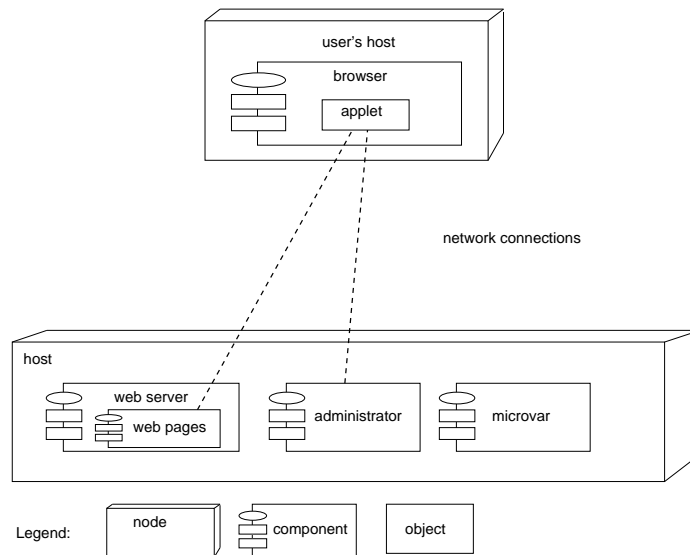 user's host
browser
applet
network connections
host
web server
web pages
administrator
microvar
Legend:
node
component
object